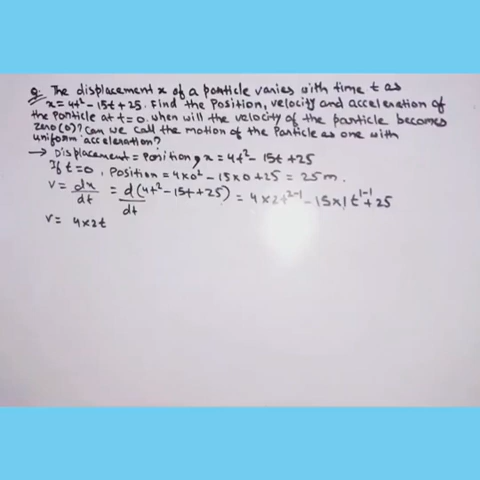 Q: The displacement x of a particle varies with time t as
x = 4t² - 15t + 25. Find the Position, velocity and acceleration of
the Particle at t = 0. When will the velocity of the particle becomes
zero (0)? Can we call the motion of the Particle as one with
uniform acceleration?
→ Displacement = Position, x = 4t² - 15t + 25
If t = 0, Position = 4×0² - 15×0 + 25 = 25m.
v = dx/dt = d(4t² - 15t + 25)/dt = 4×2t²⁻¹ - 15×1t¹⁻¹ + 25
v = 4×2t